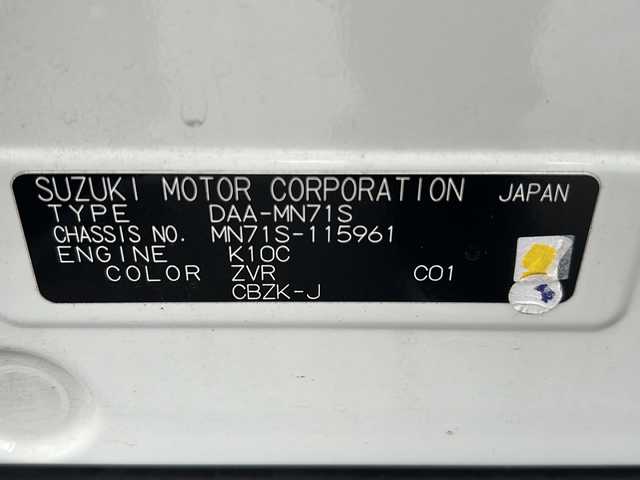 SUZUKI MOTOR CORPORATION JAPAN
TYPE DAA-MN71S
CHASSIS NO. MN71S-115961
ENGINE K10C
COLOR ZVR C01
CBZK-J